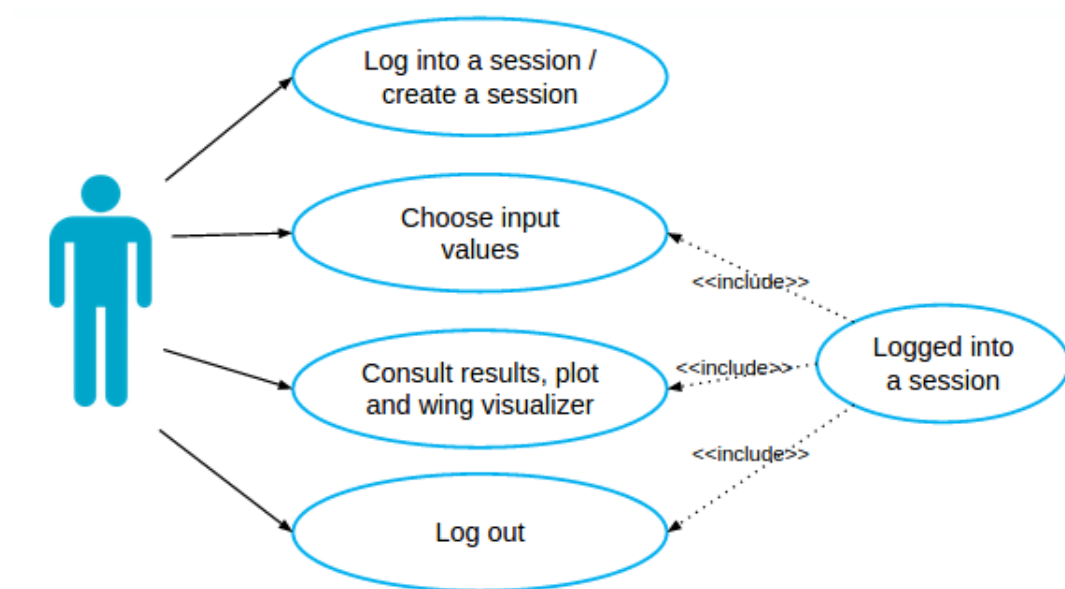 Log into a session /
create a session
Choose input
values
<<include>>
Logged into
a session
Consult results, plot
and wing visualizer
<<include>>
<<include>>
Log out